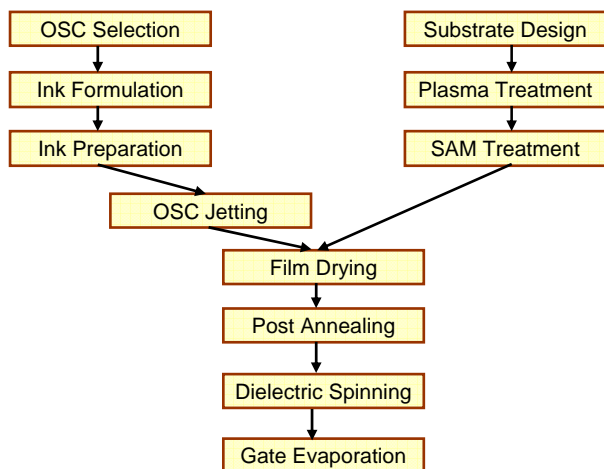 OSC Selection
Substrate Design
Ink Formulation
Plasma Treatment
Ink Preparation
SAM Treatment
OSC Jetting
Film Drying
Post Annealing
Dielectric Spinning
Gate Evaporation